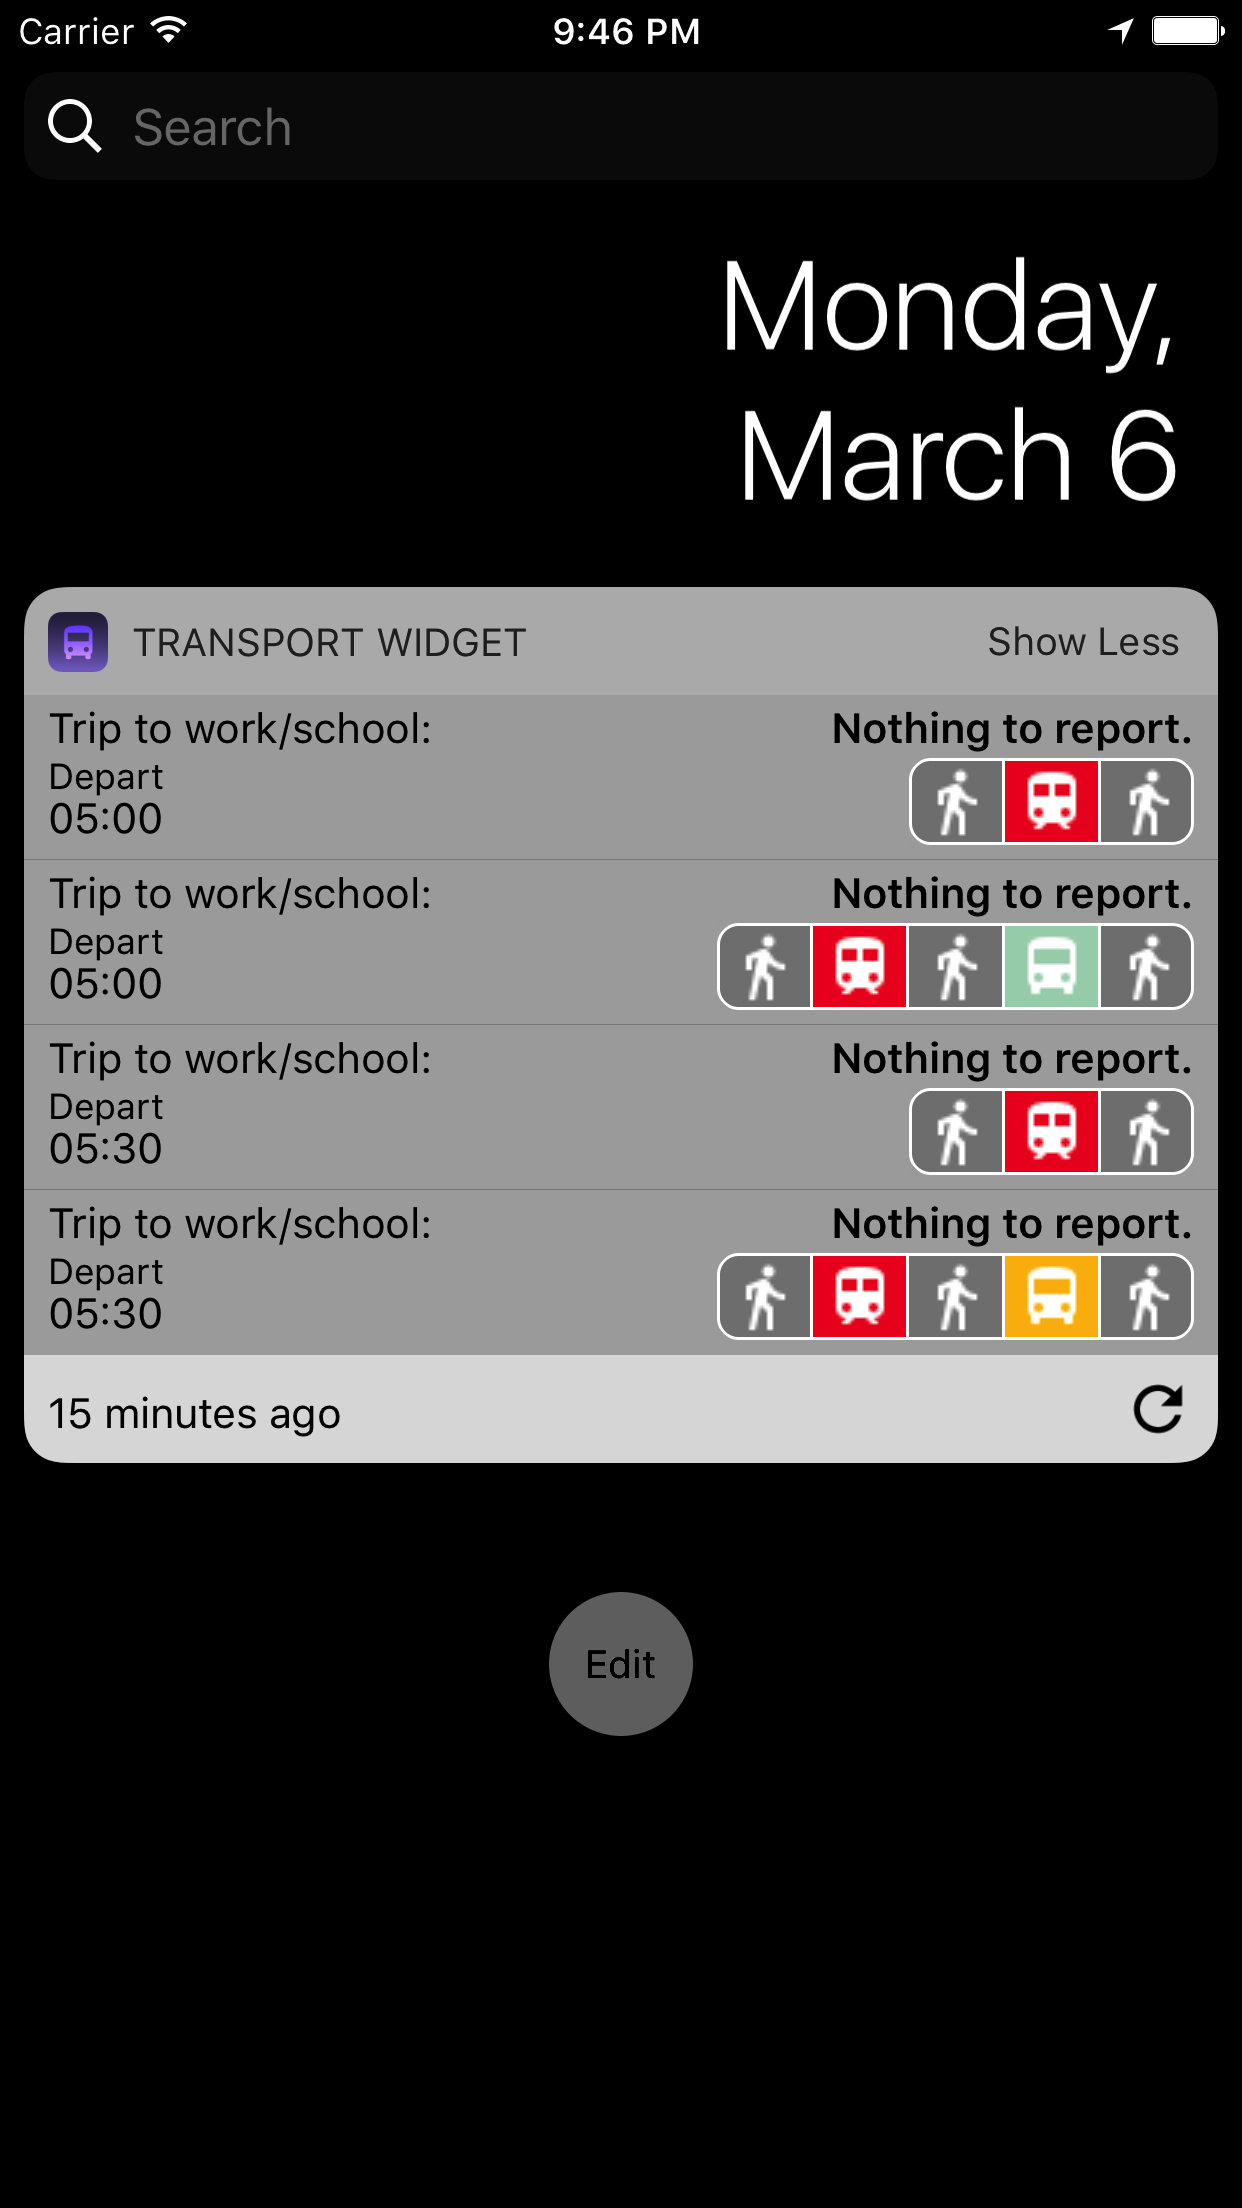 Carrier 9:46 PM
Search
Monday,
March 6
TRANSPORT WIDGET Show Less
Trip to work/school: Nothing to report.
Depart
05:00
Trip to work/school: Nothing to report.
Depart
05:00
Trip to work/school: Nothing to report.
Depart
05:30
Trip to work/school: Nothing to report.
Depart
05:30
15 minutes ago
Edit